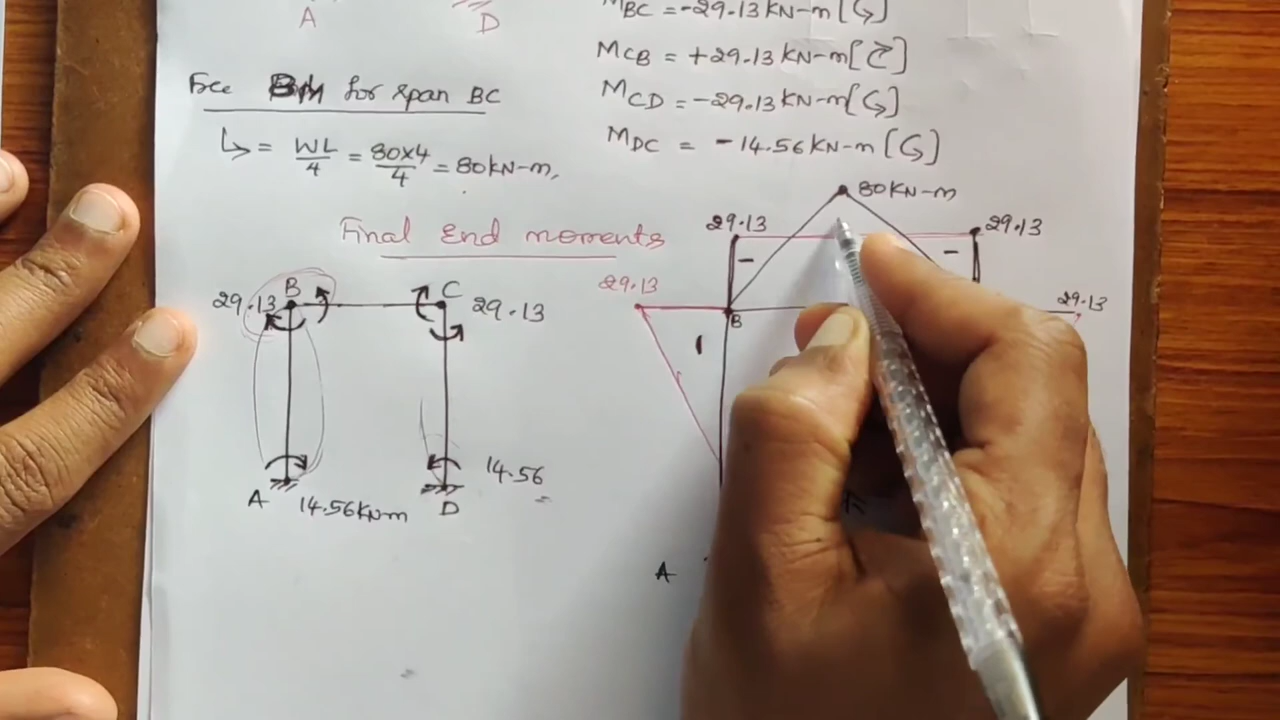 MBC = -29.13 KN-m [↺]
A
D
MCB = +29.13 KN-m [↻]
MCD = -29.13 KN-m [↺]
MDC = -14.56 KN-m [↺]
BM for span BC
↳ = WL/4 = 80×4/4 = 80 KN-m,
80 KN-m
29.13
29.13
-
-
Final End moments
29.13
29.13
29.13
B
C
29.13
B
14.56
A
14.56 KN-m
D
A